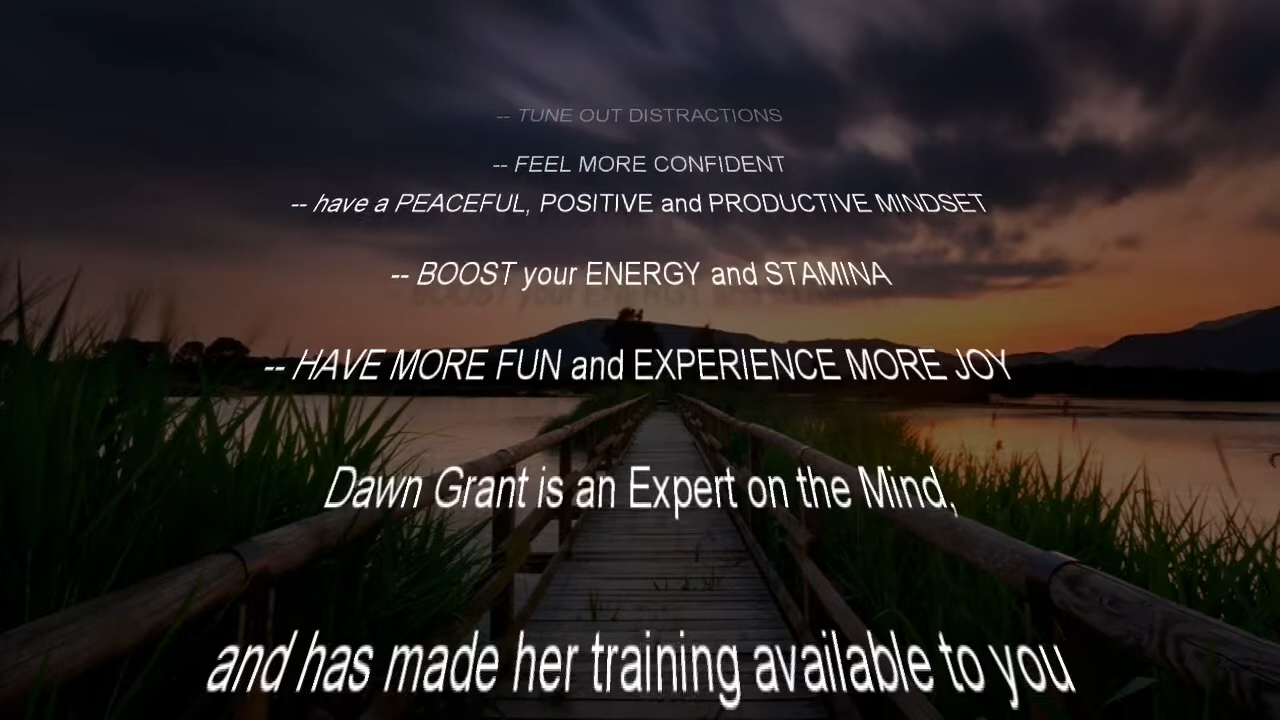 -- TUNE OUT DISTRACTIONS
-- FEEL MORE CONFIDENT
-- have a PEACEFUL, POSITIVE and PRODUCTIVE MINDSET
-- BOOST your ENERGY and STAMINA
-- HAVE MORE FUN and EXPERIENCE MORE JOY
Dawn Grant is an Expert on the Mind,
and has made her training available to you